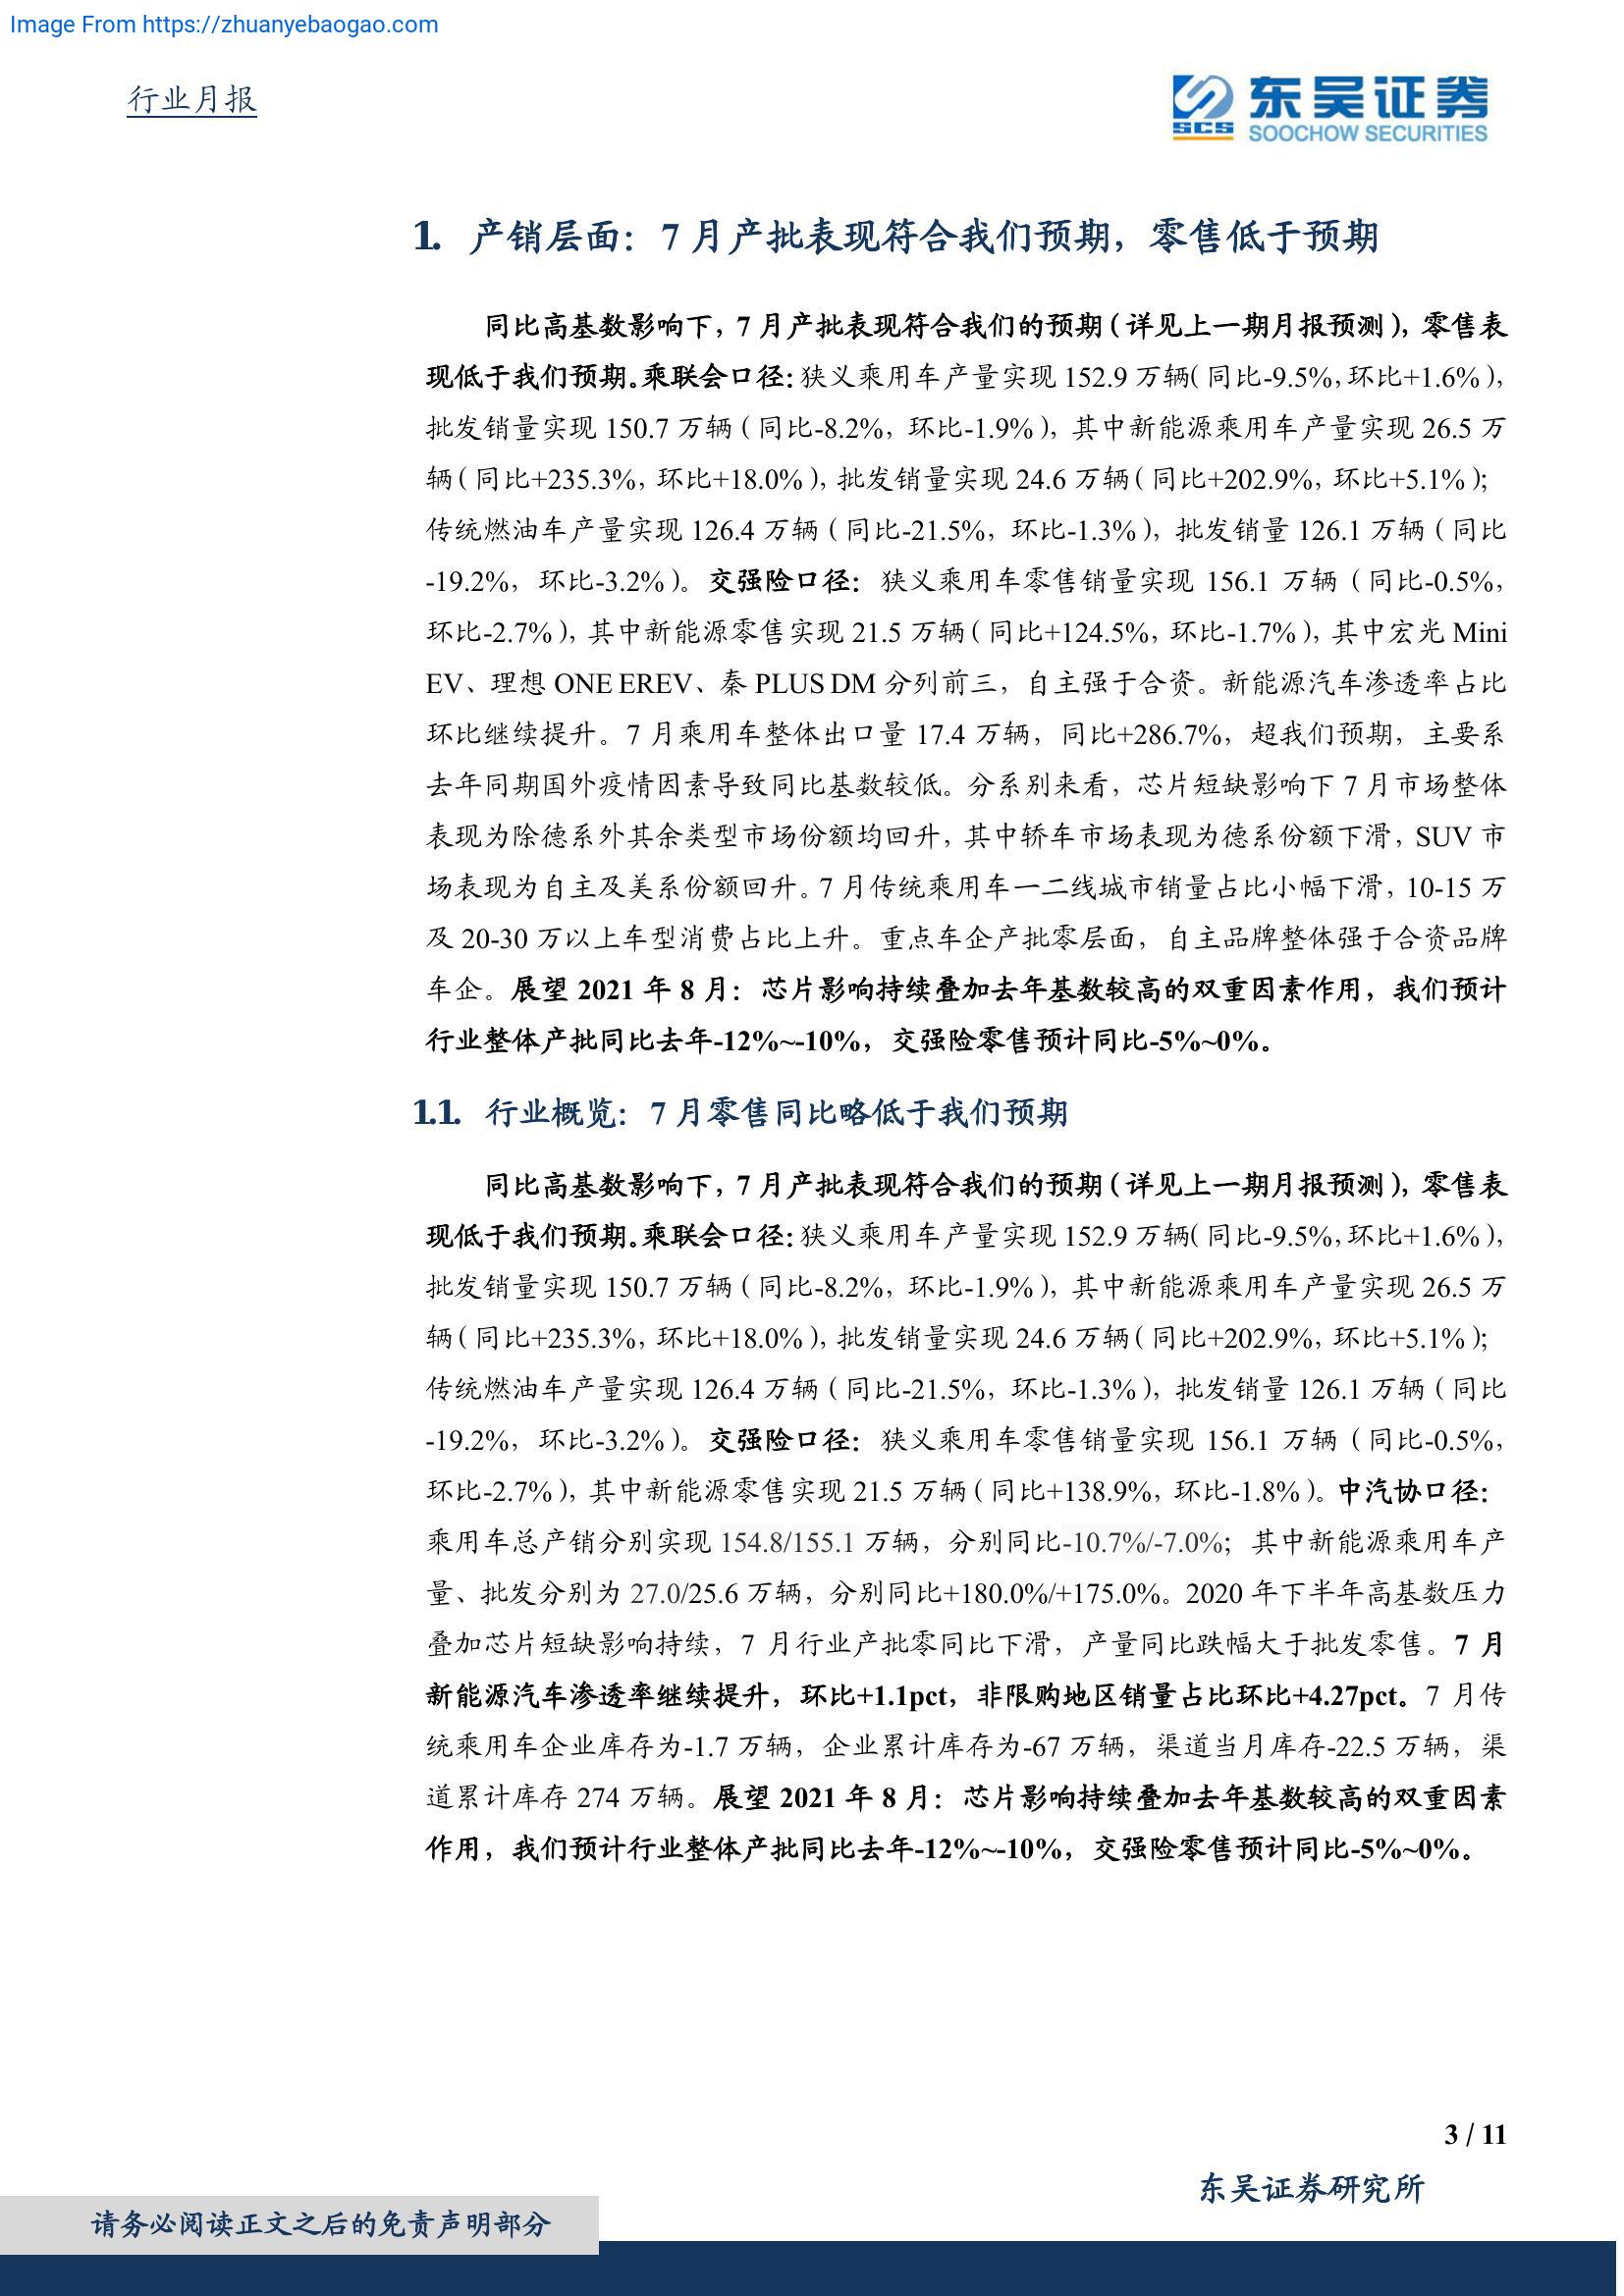 Image From https://zhuanyebaogao.com
行业月报
SCS 东吴证券
SOOCHOW SECURITIES
1. 产销层面：7 月产批表现符合我们预期，零售低于预期
同比高基数影响下，7 月产批表现符合我们的预期（详见上一期月报预测），零售表
现低于我们预期。乘联会口径：狭义乘用车产量实现 152.9 万辆（同比-9.5%，环比+1.6%），
批发销量实现 150.7 万辆（同比-8.2%，环比-1.9%），其中新能源乘用车产量实现 26.5 万
辆（同比+235.3%，环比+18.0%），批发销量实现 24.6 万辆（同比+202.9%，环比+5.1%）；
传统燃油车产量实现 126.4 万辆（同比-21.5%，环比-1.3%），批发销量 126.1 万辆（同比
-19.2%，环比-3.2%）。交强险口径：狭义乘用车零售销量实现 156.1 万辆（同比-0.5%，
环比-2.7%），其中新能源零售实现 21.5 万辆（同比+124.5%，环比-1.7%），其中宏光 Mini
EV、理想 ONE EREV、秦 PLUS DM 分列前三，自主强于合资。新能源汽车渗透率占比
环比继续提升。7 月乘用车整体出口量 17.4 万辆，同比+286.7%，超我们预期，主要系
去年同期国外疫情因素导致同比基数较低。分系别来看，芯片短缺影响下 7 月市场整体
表现为除德系外其余类型市场份额均回升，其中轿车市场表现为德系份额下滑，SUV 市
场表现为自主及美系份额回升。7 月传统乘用车一二线城市销量占比小幅下滑，10-15 万
及 20-30 万以上车型消费占比上升。重点车企产批零层面，自主品牌整体强于合资品牌
车企。展望 2021 年 8 月：芯片影响持续叠加去年基数较高的双重因素作用，我们预计
行业整体产批同比去年-12%~-10%，交强险零售预计同比-5%~0%。
1.1. 行业概览：7 月零售同比略低于我们预期
同比高基数影响下，7 月产批表现符合我们的预期（详见上一期月报预测），零售表
现低于我们预期。乘联会口径：狭义乘用车产量实现 152.9 万辆（同比-9.5%，环比+1.6%），
批发销量实现 150.7 万辆（同比-8.2%，环比-1.9%），其中新能源乘用车产量实现 26.5 万
辆（同比+235.3%，环比+18.0%），批发销量实现 24.6 万辆（同比+202.9%，环比+5.1%）；
传统燃油车产量实现 126.4 万辆（同比-21.5%，环比-1.3%），批发销量 126.1 万辆（同比
-19.2%，环比-3.2%）。交强险口径：狭义乘用车零售销量实现 156.1 万辆（同比-0.5%，
环比-2.7%），其中新能源零售实现 21.5 万辆（同比+138.9%，环比-1.8%）。中汽协口径：
乘用车总产销分别实现 154.8/155.1 万辆，分别同比-10.7%/-7.0%；其中新能源乘用车产
量、批发分别为 27.0/25.6 万辆，分别同比+180.0%/+175.0%。2020 年下半年高基数压力
叠加芯片短缺影响持续，7 月行业产批零同比下滑，产量同比跌幅大于批发零售。7 月
新能源汽车渗透率继续提升，环比+1.1pct，非限购地区销量占比环比+4.27pct。7 月传
统乘用车企业库存为-1.7 万辆，企业累计库存为-67 万辆，渠道当月库存-22.5 万辆，渠
道累计库存 274 万辆。展望 2021 年 8 月：芯片影响持续叠加去年基数较高的双重因素
作用，我们预计行业整体产批同比去年-12%~-10%，交强险零售预计同比-5%~0%。
3 / 11
东吴证券研究所
请务必阅读正文之后的免责声明部分